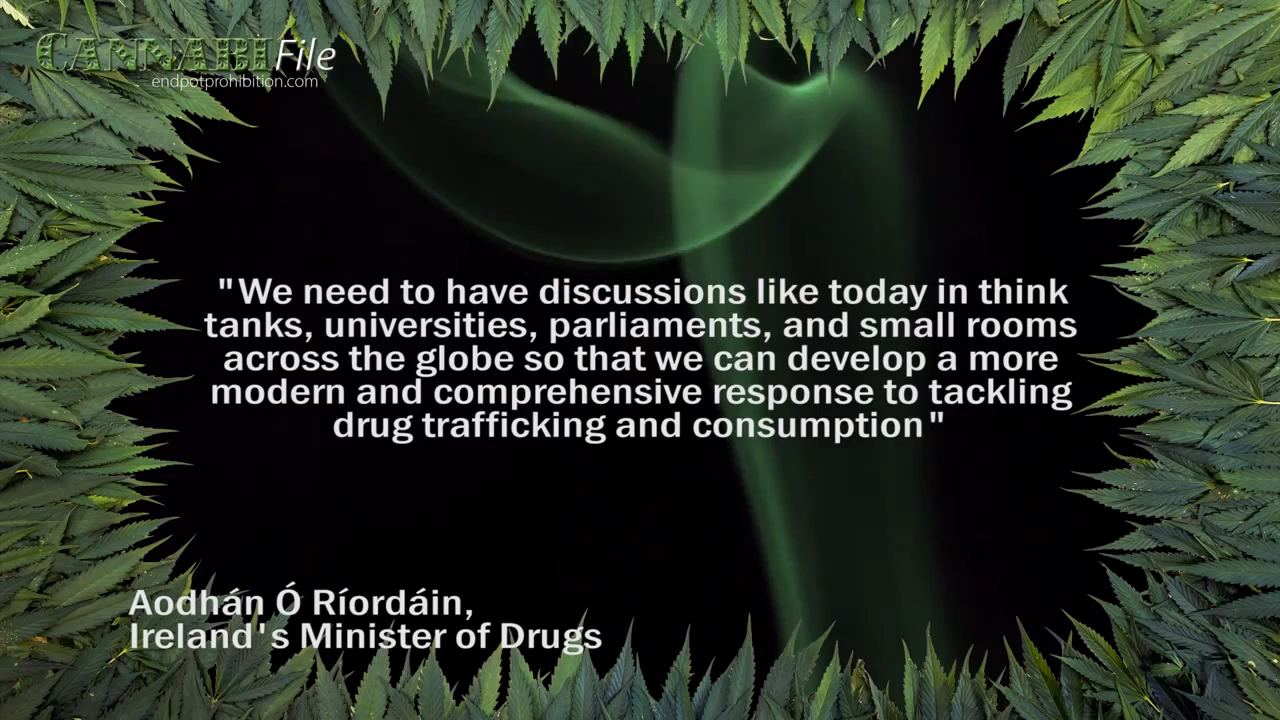 CANNABIFile
endpotprohibition.com
"We need to have discussions like today in think
tanks, universities, parliaments, and small rooms
across the globe so that we can develop a more
modern and comprehensive response to tackling
drug trafficking and consumption"
Aodhán Ó Ríordáin,
Ireland's Minister of Drugs